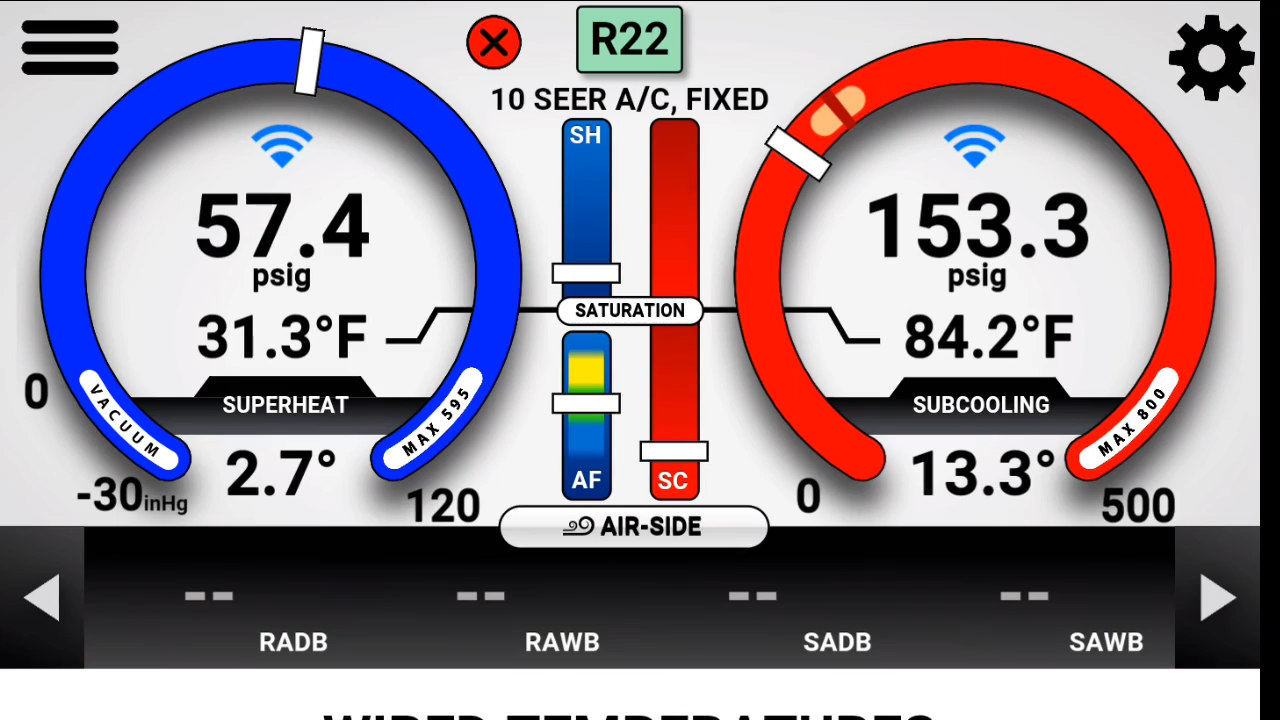 R22
10 SEER A/C, FIXED
SH
57.4
psig
31.3°F
SATURATION
153.3
psig
84.2°F
0
VACUUM
SUPERHEAT
MAX 595
2.7°
-30inHg
120
AF
SC
SUBCOOLING
MAX 800
13.3°
0
500
AIR-SIDE
-- -- -- --
RADB RAWB SADB SAWB
WIRED TEMPERATURES